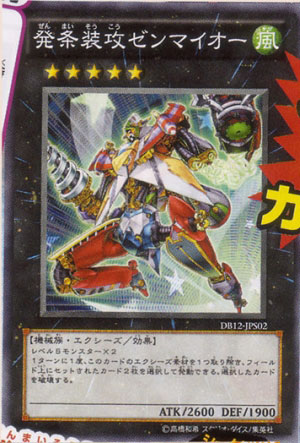 発条装攻ゼンマイオー
ぜん まい そう こう
風
DB12-JPS02
【機械族・エクシーズ/効果】
レベル5モンスター×2
1ターンに1度、このカードのエクシーズ素材を1つ取り除き、フィールド
上にセットされたカード2枚を選択して発動できる。選択したカード
を破壊する。
ATK/2600 DEF/1900
©高橋和希 スタジオ・ダイス/集英社
カ